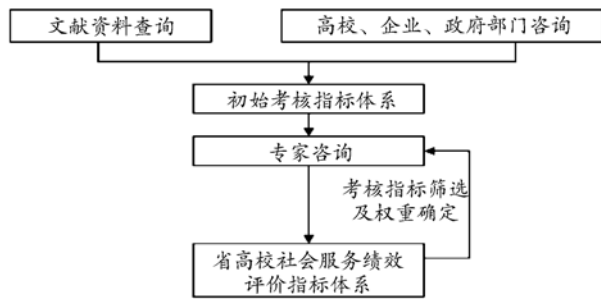 文献资料查询
高校、企业、政府部门咨询
初始考核指标体系
专家咨询
考核指标筛选
及权重确定
省高校社会服务绩效
评价指标体系